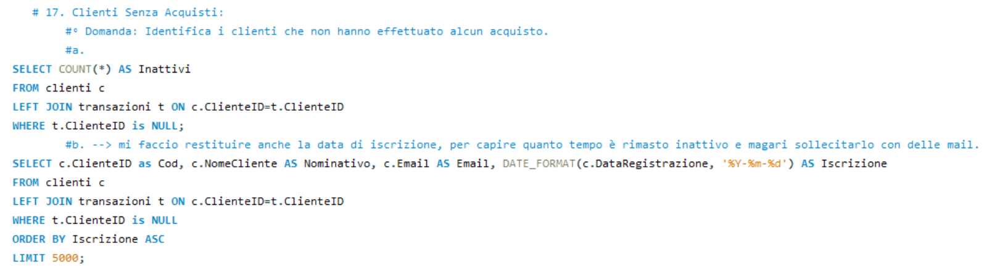 # 17. Clienti Senza Acquisti:
#° Domanda: Identifica i clienti che non hanno effettuato alcun acquisto.
#a.
SELECT COUNT(*) AS Inattivi
FROM clienti c
LEFT JOIN transazioni t ON c.ClienteID=t.ClienteID
WHERE t.ClienteID is NULL;
#b. --> mi faccio restituire anche la data di iscrizione, per capire quanto tempo è rimasto inattivo e magari sollecitarlo con delle mail.
SELECT c.ClienteID as Cod, c.NomeCliente AS Nominativo, c.Email AS Email, DATE_FORMAT(c.DataRegistrazione, '%Y-%m-%d') AS Iscrizione
FROM clienti c
LEFT JOIN transazioni t ON c.ClienteID=t.ClienteID
WHERE t.ClienteID is NULL
ORDER BY Iscrizione ASC
LIMIT 5000;